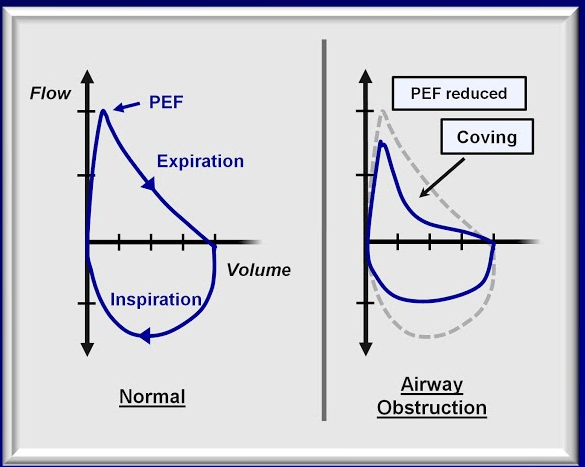 Flow
PEF
Expiration
Volume
Inspiration
Normal
PEF reduced
Coving
Airway
Obstruction